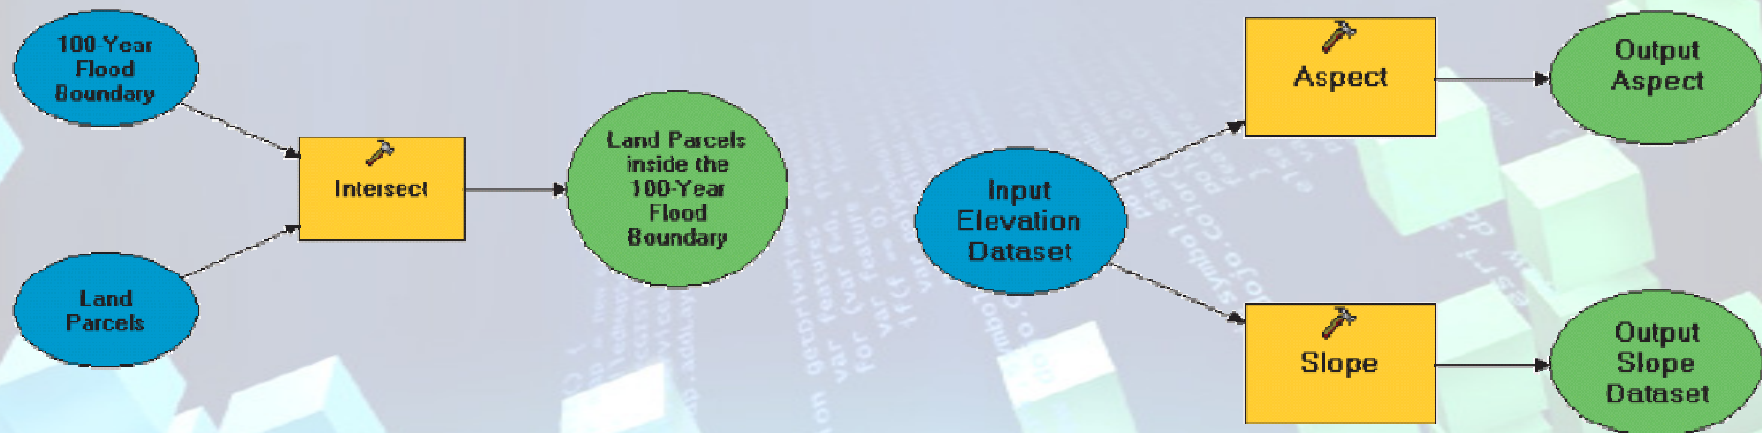 100-Year
Flood
Boundary
Intersect
Land
Parcels
Land Parcels
inside the
100-Year
Flood
Boundary
Input
Elevation
Dataset
Aspect
Output
Aspect
Slope
Output
Slope
Dataset